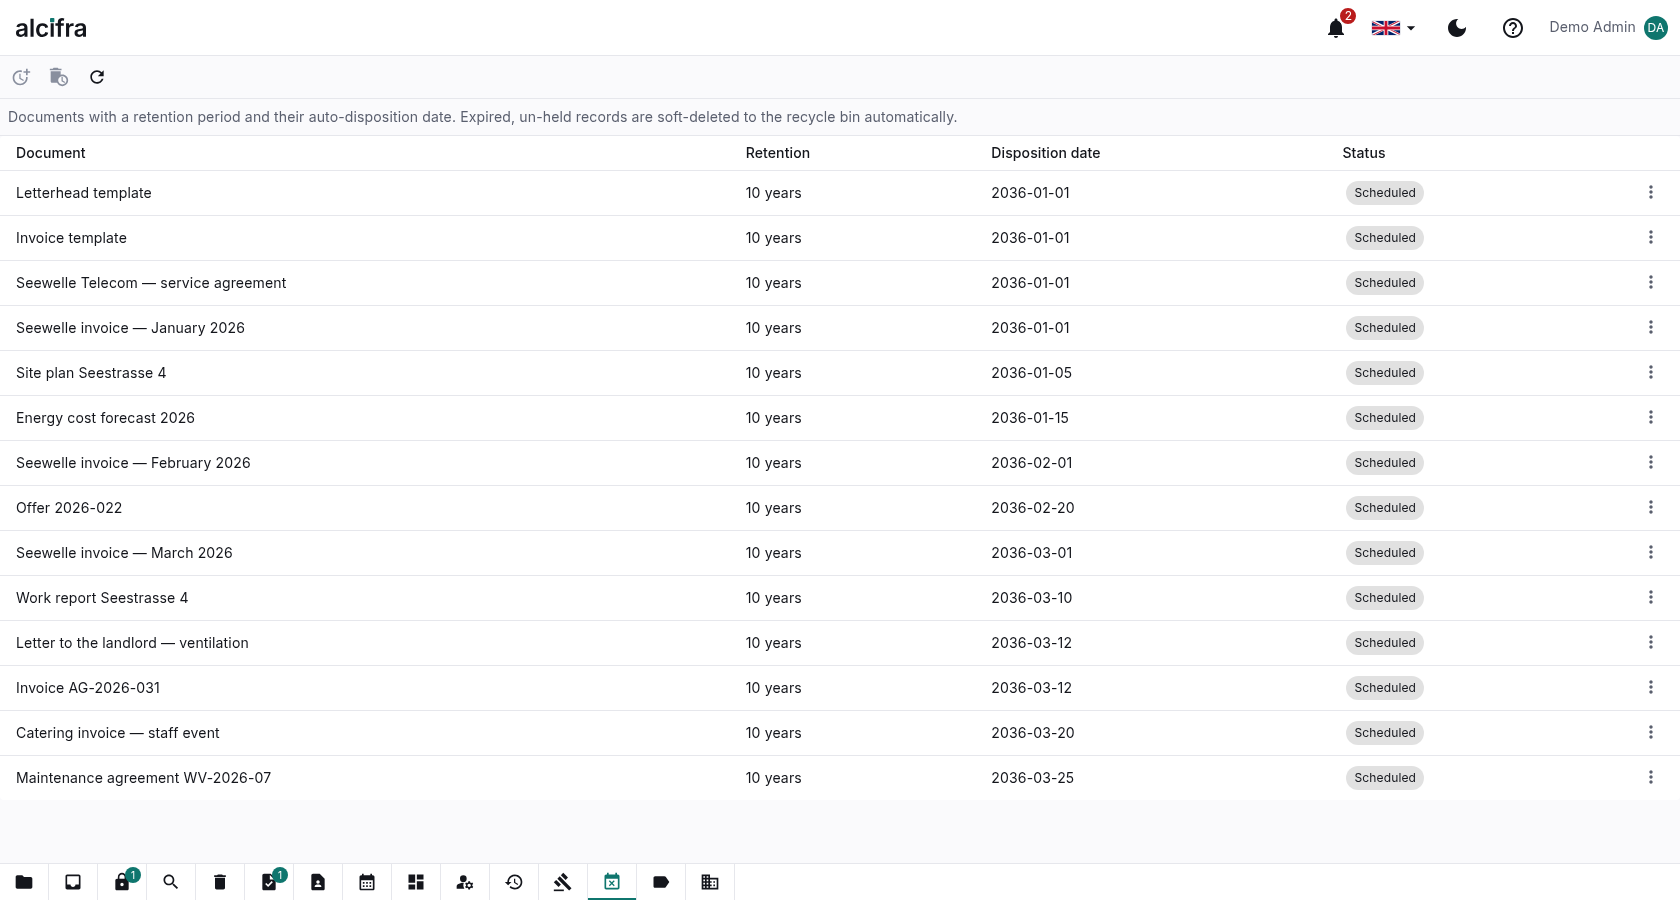 alcifra
2
Demo Admin DA
Documents with a retention period and their auto-disposition date. Expired, un-held records are soft-deleted to the recycle bin automatically.
Document Retention Disposition date Status
Letterhead template 10 years 2036-01-01 Scheduled
Invoice template 10 years 2036-01-01 Scheduled
Seewelle Telecom — service agreement 10 years 2036-01-01 Scheduled
Seewelle invoice — January 2026 10 years 2036-01-01 Scheduled
Site plan Seestrasse 4 10 years 2036-01-05 Scheduled
Energy cost forecast 2026 10 years 2036-01-15 Scheduled
Seewelle invoice — February 2026 10 years 2036-02-01 Scheduled
Offer 2026-022 10 years 2036-02-20 Scheduled
Seewelle invoice — March 2026 10 years 2036-03-01 Scheduled
Work report Seestrasse 4 10 years 2036-03-10 Scheduled
Letter to the landlord — ventilation 10 years 2036-03-12 Scheduled
Invoice AG-2026-031 10 years 2036-03-12 Scheduled
Catering invoice — staff event 10 years 2036-03-20 Scheduled
Maintenance agreement WV-2026-07 10 years 2036-03-25 Scheduled
1 1